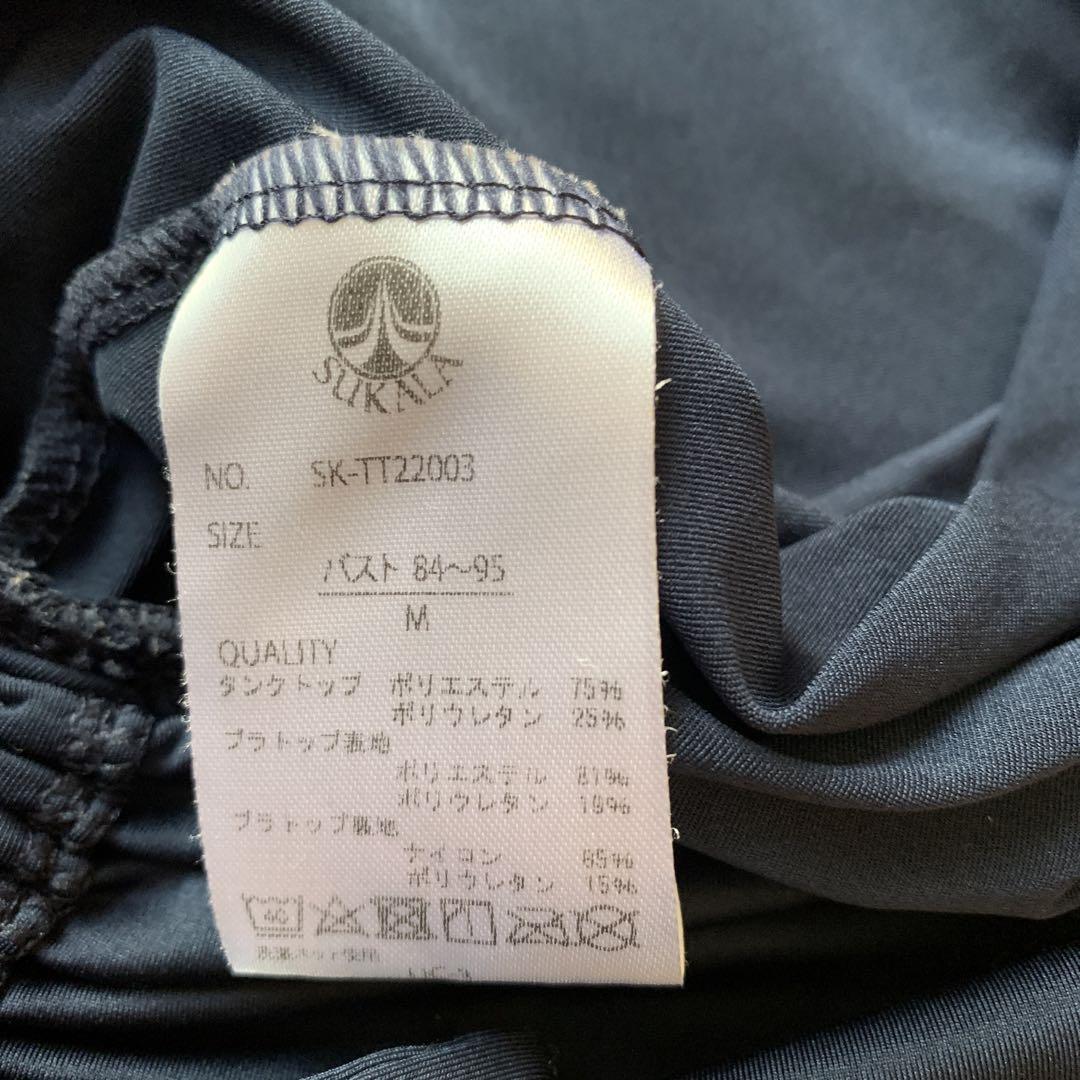 SUKALA
NO. SK-TT22003
SIZE
バスト 84〜95
M
QUALITY
タンクトップ ポリエステル 75%
ポリウレタン 25%
ブラトップ表地
ポリエステル 81%
ポリウレタン 19%
ブラトップ裏地
ナイロン 85%
ポリウレタン 15%